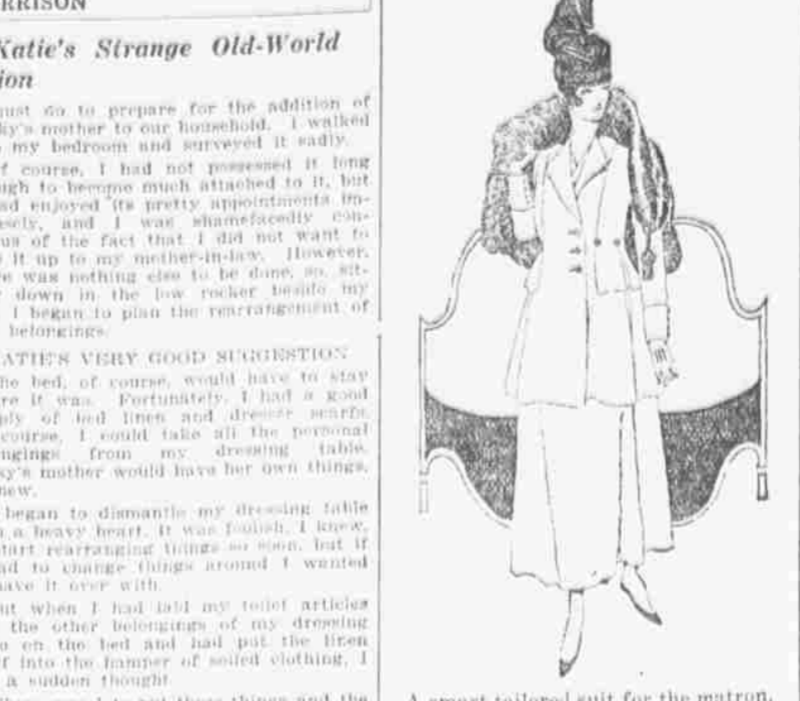 RRISON
Katie's Strange Old-World
ion
ust do to prepare for the addition of
ky's mother to our household. I walked
my bedroom and surveyed it sadly.
f course, I had not possessed it long
ugh to become much attached to it, but
ad enjoyed its pretty appointments im-
sely, and I was shamefacedly con-
us of the fact that I did not want to
it up to my mother-in-law. However,
re was nothing else to be done, so, sit-
down in the low rocker beside my
I began to plan the rearrangement of
belongings.
ATIE'S VERY GOOD SUGGESTION
he bed, of course, would have to stay
re it was. Fortunately, I had a good
ply of bed linen and dresser scarfs.
course, I could take all the personal
ngings from my dressing table.
ky's mother would have her own things,
new.
began to dismantle my dressing table
a heavy heart. It was foolish, I knew,
tart rearranging things so soon, but if
ad to change things around I wanted
ave it over with.
ut when I had laid my toilet articles
the other belongings of my dressing
on the bed and had put the linen
f into the hamper of soiled clothing, I
a sudden thought.
things and the
A smart tailored suit for the matron.